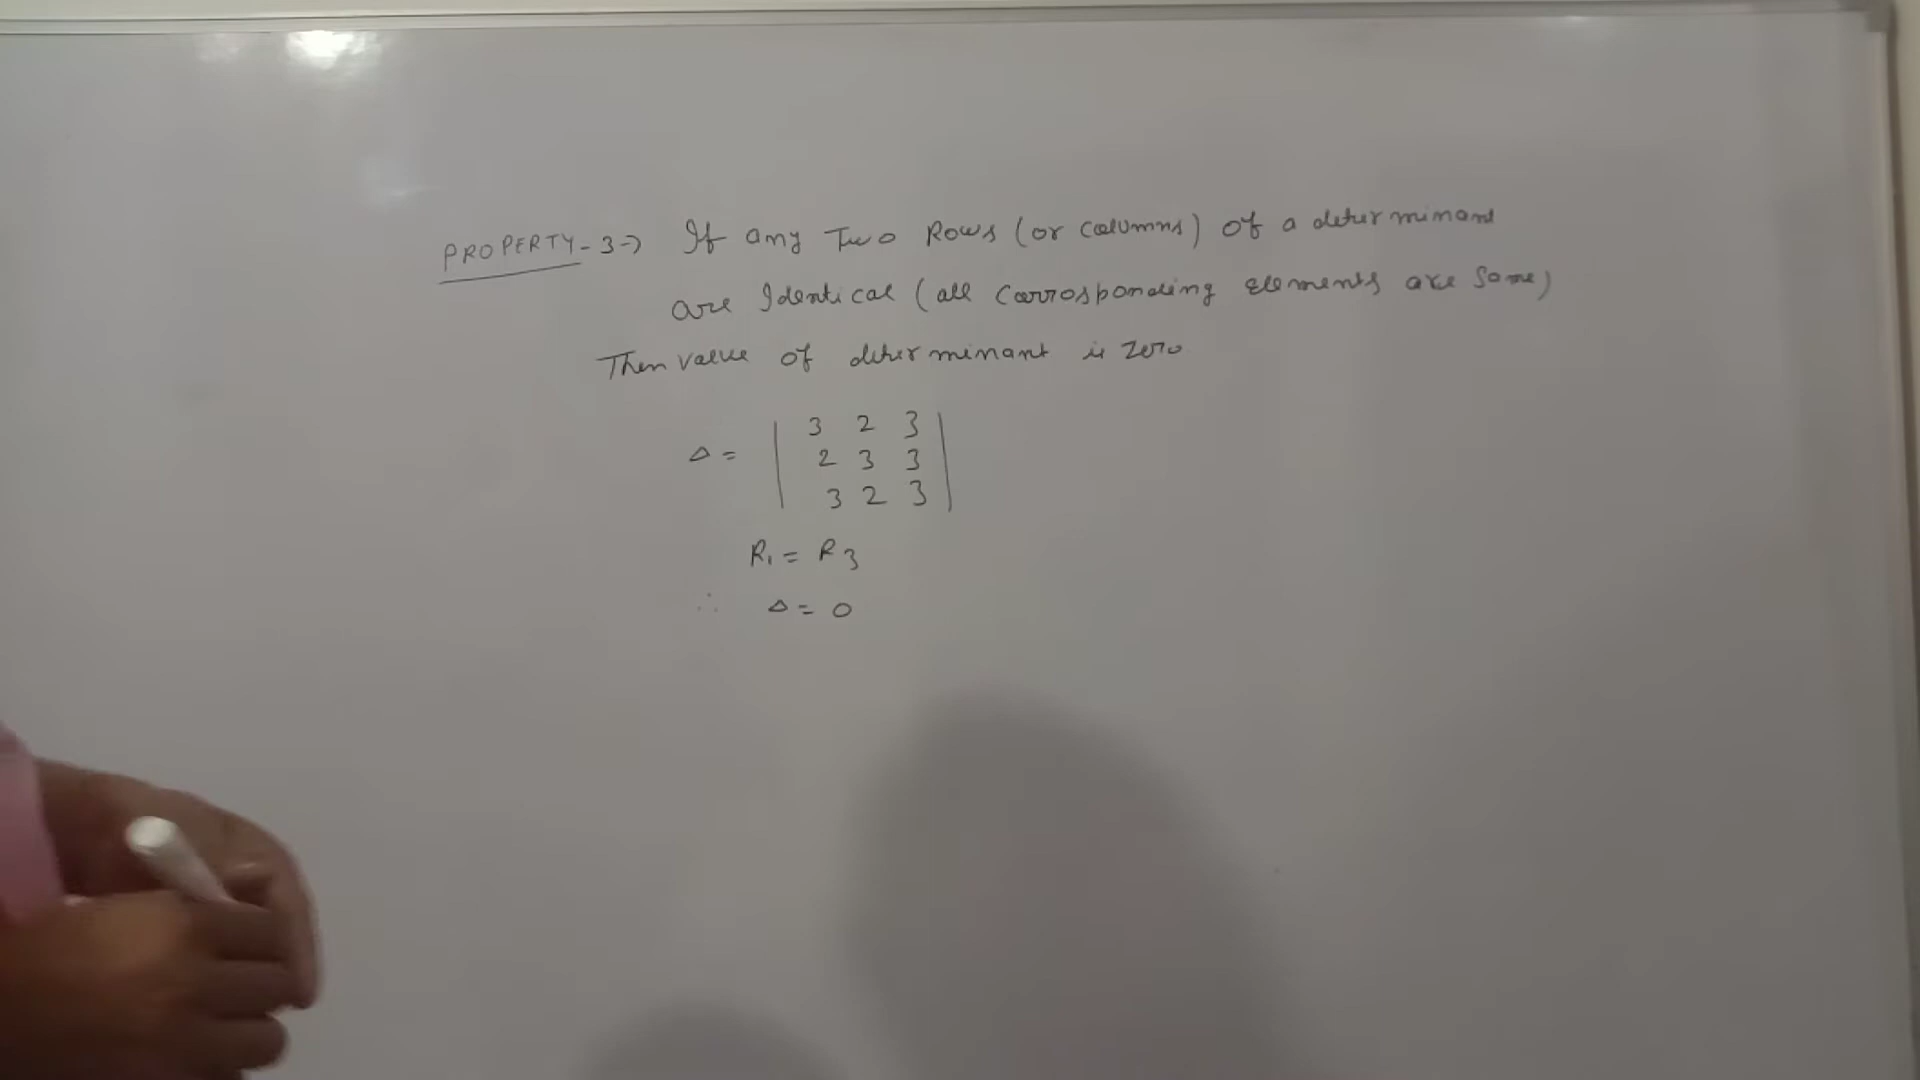 PROPERTY-3→ If any Two Rows (or columns) of a determinant
are Identical (all Corrosponding elements are same)
Then value of determinant is zero
Δ = | 3 2 3 |
| 2 3 3 |
| 3 2 3 |
R₁ = R₃
∴ Δ = 0